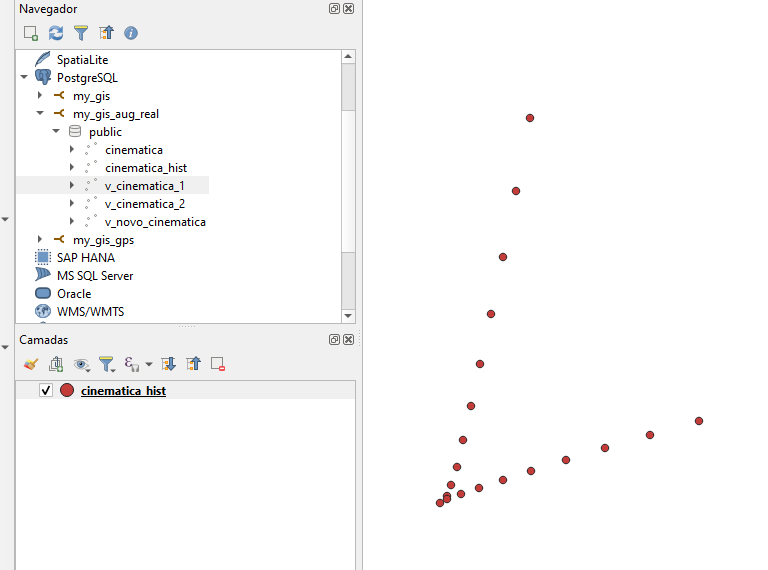 Navegador
SpatiaLite
PostgreSQL
my_gis
my_gis_aug_real
public
cinematica
cinematica_hist
v_cinematica_1
v_cinematica_2
v_novo_cinematica
my_gis_gps
SAP HANA
MS SQL Server
Oracle
WMS/WMTS
Camadas
cinematica_hist